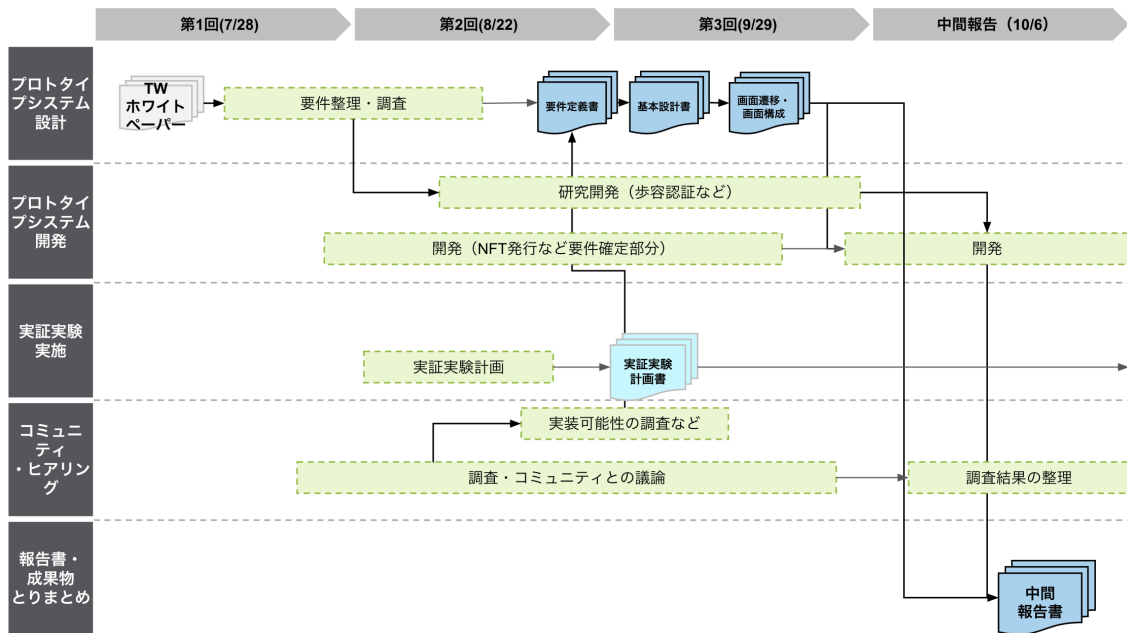 第1回(7/28)
第2回(8/22)
第3回(9/29)
中間報告（10/6）
プロトタイ
プシステム
設計
TW
ホワイト
ペーパー
要件整理・調査
要件定義書
基本設計書
画面遷移・
画面構成
プロトタイ
プシステム
開発
研究開発（歩容認証など）
開発（NFT発行など要件確定部分）
開発
実証実験
実施
実証実験計画
実証実験
計画書
コミュニ
ティ
・ヒアリン
グ
実装可能性の調査など
調査・コミュニティとの議論
調査結果の整理
報告書・
成果物
とりまとめ
中間
報告書